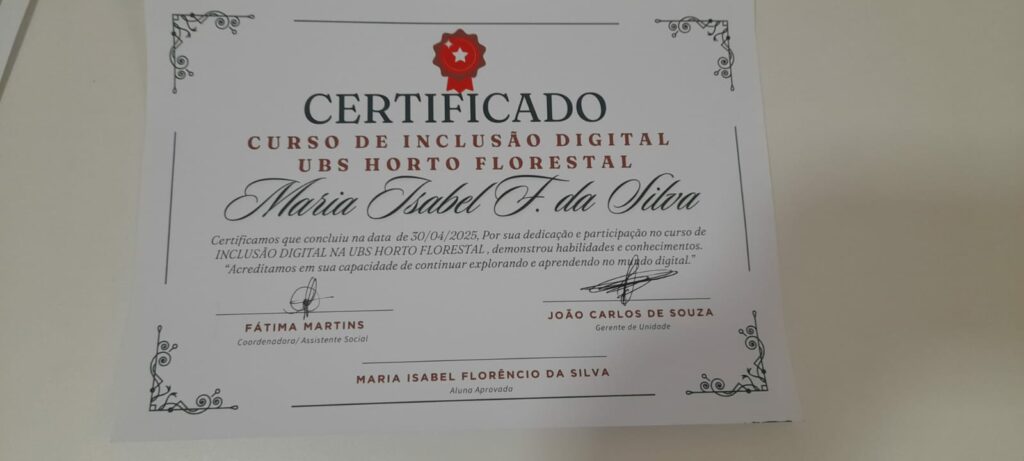 CERTIFICADO
CURSO DE INCLUSÃO DIGITAL
UBS HORTO FLORESTAL
Maria Isabel F. da Silva
Certificamos que concluiu na data de 30/04/2025, Por sua dedicação e participação no curso de
INCLUSÃO DIGITAL NA UBS HORTO FLORESTAL , demonstrou habilidades e conhecimentos.
“Acreditamos em sua capacidade de continuar explorando e aprendendo no mundo digital.”
FÁTIMA MARTINS
Coordenadora/ Assistente Social
JOÃO CARLOS DE SOUZA
Gerente de Unidade
MARIA ISABEL FLORÊNCIO DA SILVA
Aluna Aprovada